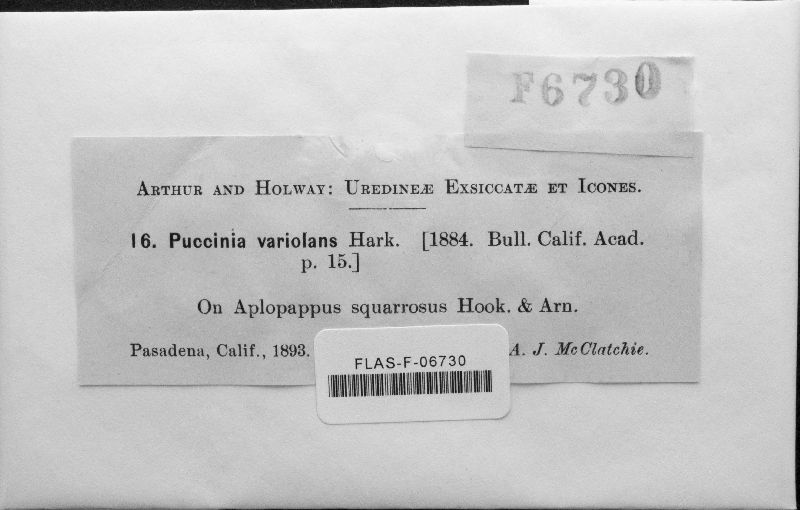 F6730
Arthur and Holway: Uredineæ Exsiccatæ et Icones.
16. Puccinia variolans Hark. [1884. Bull. Calif. Acad.
p. 15.]
On Aplopappus squarrosus Hook. & Arn.
Pasadena, Calif., 1893. A. J. McClatchie.
FLAS-F-06730